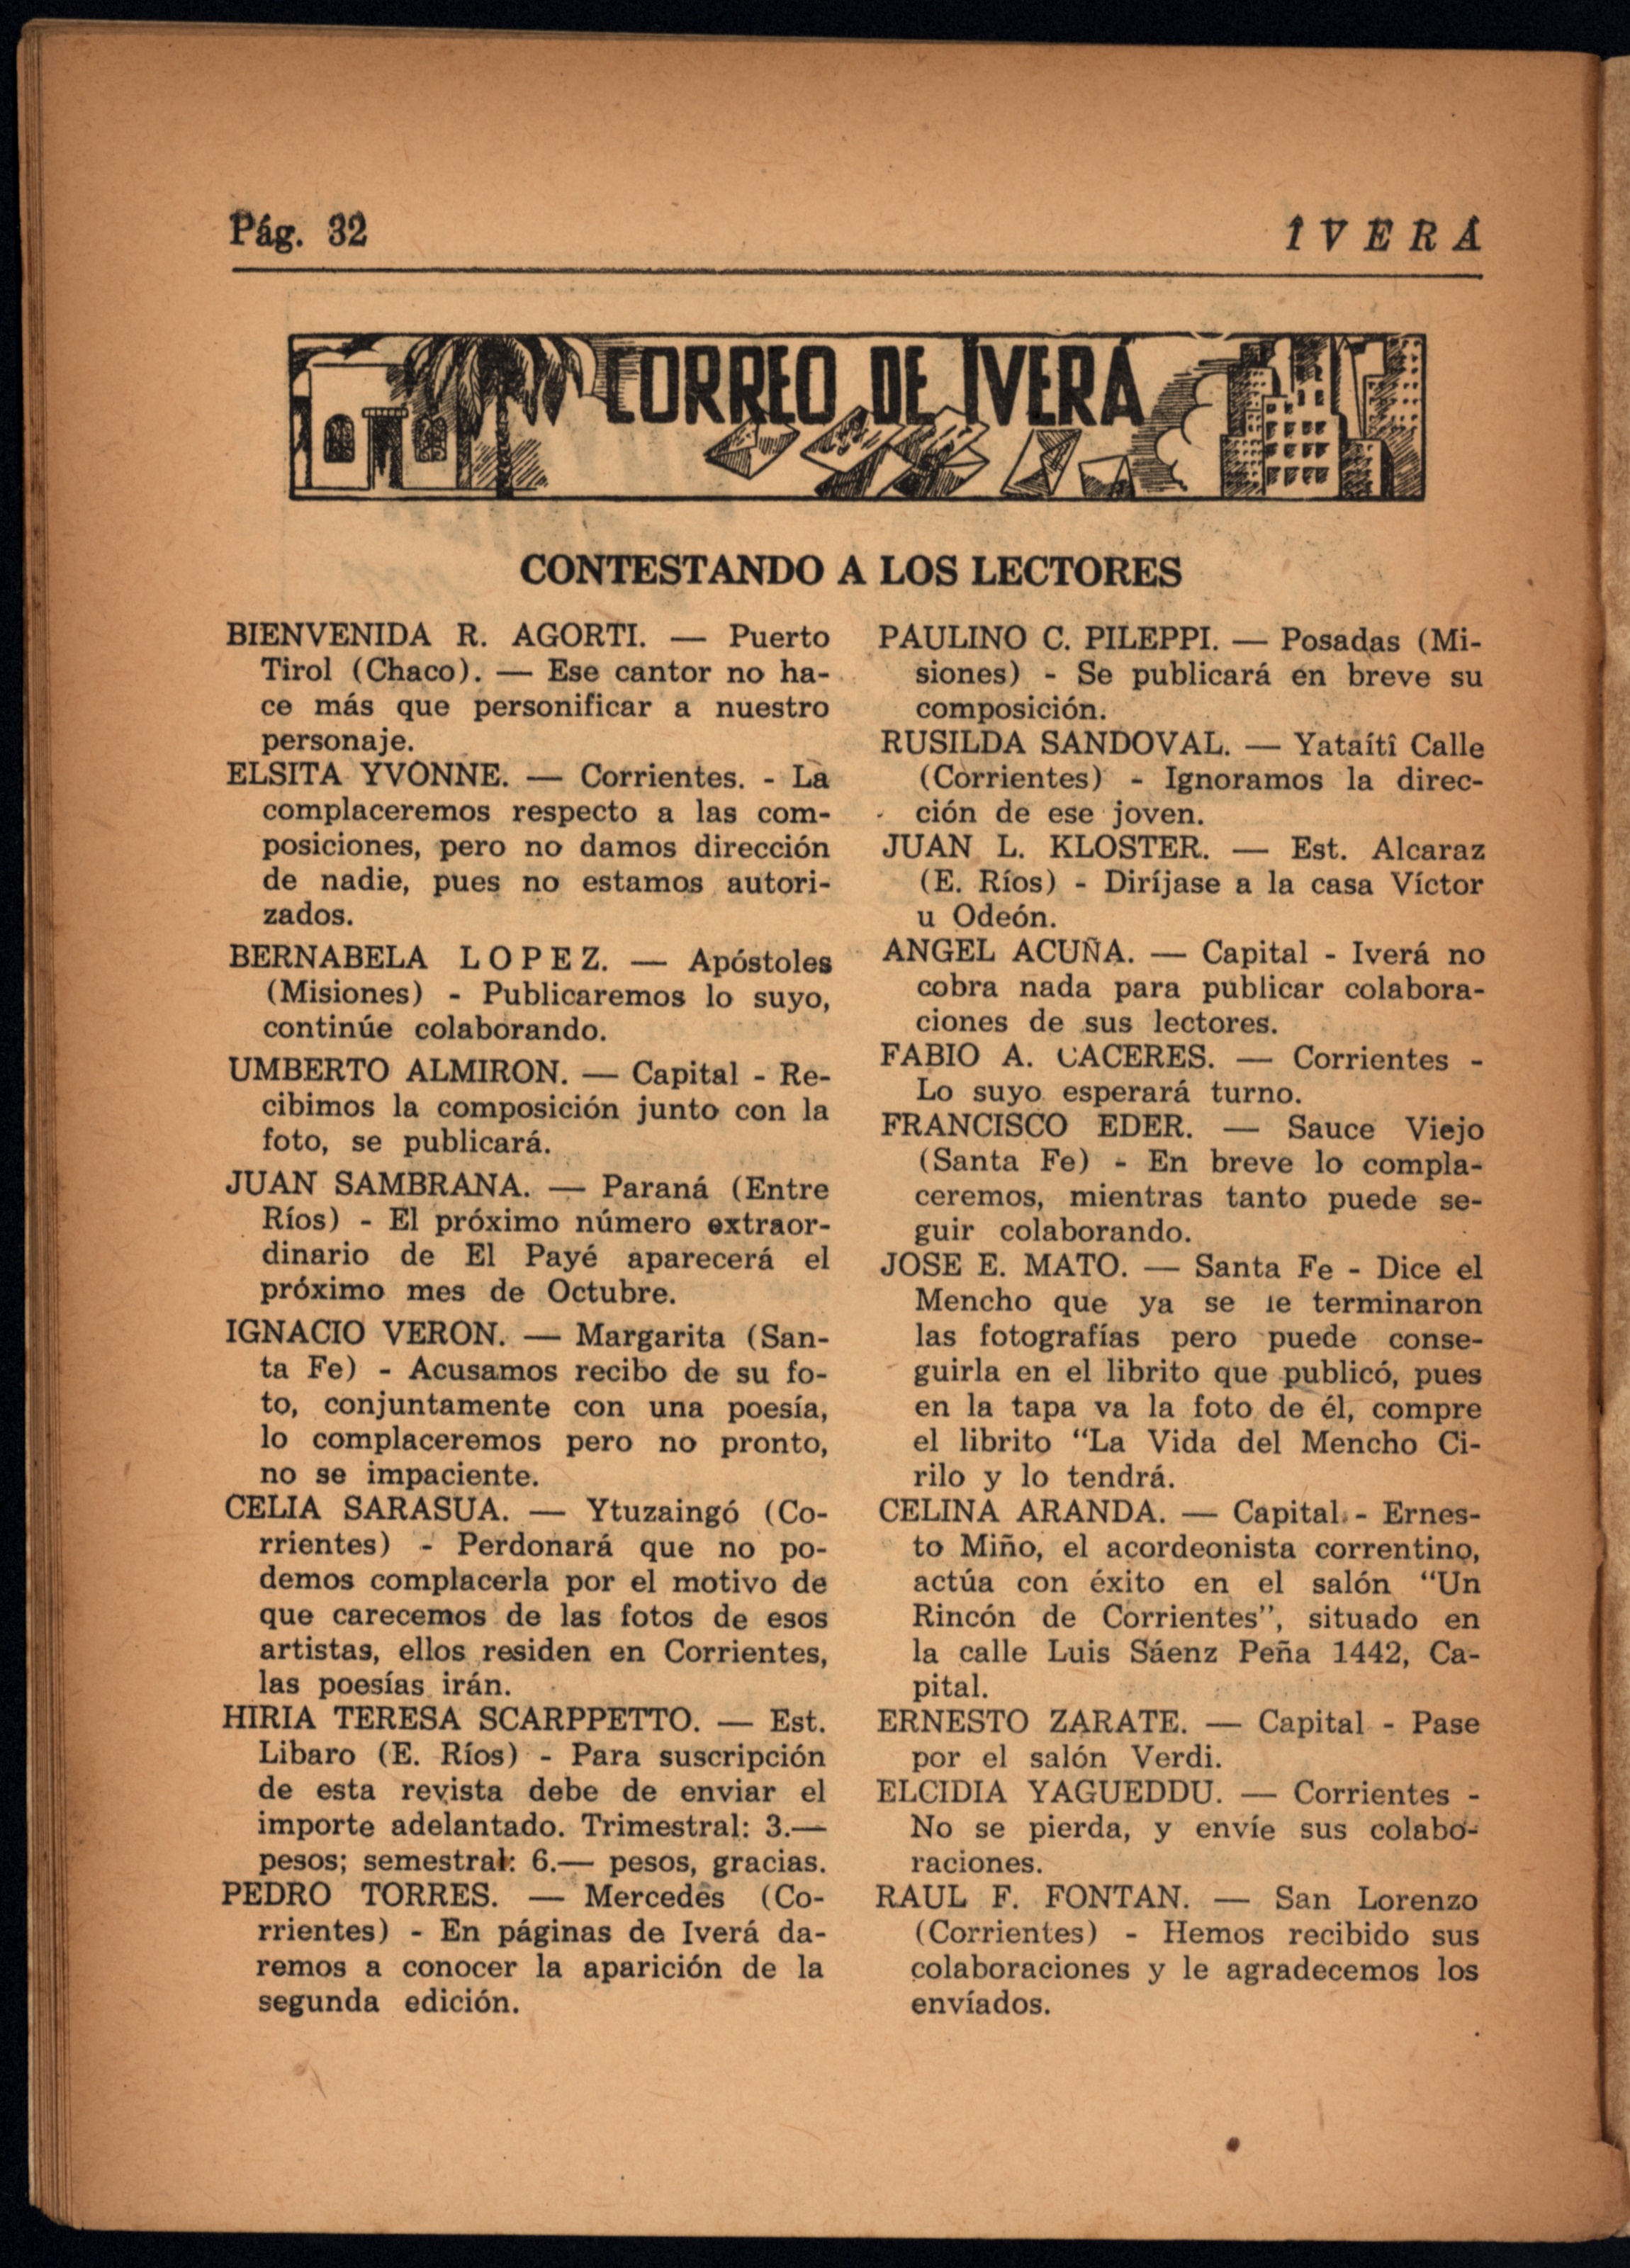 Pág. 32
ÎVERÁ
CORREO DE IVERÁ
CONTESTANDO A LOS LECTORES
BIENVENIDA R. AGORTI. — Puerto
Tirol (Chaco). — Ese cantor no ha-
ce más que personificar a nuestro
personaje.
ELSITA YVONNE. — Corrientes. - La
complaceremos respecto a las com-
posiciones, pero no damos dirección
de nadie, pues no estamos autori-
zados.
BERNABELA LOPEZ. — Apóstoles
(Misiones) - Publicaremos lo suyo,
continúe colaborando.
UMBERTO ALMIRON. — Capital - Re-
cibimos la composición junto con la
foto, se publicará.
JUAN SAMBRANA. — Paraná (Entre
Ríos) - El próximo número extraor-
dinario de El Payé aparecerá el
próximo mes de Octubre.
IGNACIO VERON. — Margarita (San-
ta Fe) - Acusamos recibo de su fo-
to, conjuntamente con una poesía,
lo complaceremos pero no pronto,
no se impaciente.
CELIA SARASUA. — Ytuzaingó (Co-
rrientes) - Perdonará que no po-
demos complacerla por el motivo de
que carecemos de las fotos de esos
artistas, ellos residen en Corrientes,
las poesías irán.
HIRIA TERESA SCARPPETTO. — Est.
Libaro (E. Ríos) - Para suscripción
de esta revista debe de enviar el
importe adelantado. Trimestral: 3.—
pesos; semestral: 6.— pesos, gracias.
PEDRO TORRES. — Mercedes (Co-
rrientes) - En páginas de Iverá da-
remos a conocer la aparición de la
segunda edición.
PAULINO C. PILEPPI. — Posadas (Mi-
siones) - Se publicará en breve su
composición.
RUSILDA SANDOVAL. — Yataítî Calle
(Corrientes) - Ignoramos la direc-
ción de ese joven.
JUAN L. KLOSTER. — Est. Alcaraz
(E. Ríos) - Diríjase a la casa Víctor
u Odeón.
ANGEL ACUÑA. — Capital - Iverá no
cobra nada para publicar colabora-
ciones de sus lectores.
FABIO A. CACERES. — Corrientes -
Lo suyo esperará turno.
FRANCISCO EDER. — Sauce Viejo
(Santa Fe) - En breve lo compla-
ceremos, mientras tanto puede se-
guir colaborando.
JOSE E. MATO. — Santa Fe - Dice el
Mencho que ya se le terminaron
las fotografías pero puede conse-
guirla en el librito que publicó, pues
en la tapa va la foto de él, compre
el librito “La Vida del Mencho Ci-
rilo y lo tendrá.
CELINA ARANDA. — Capital. - Ernes-
to Miño, el acordeonista correntino,
actúa con éxito en el salón “Un
Rincón de Corrientes”, situado en
la calle Luis Sáenz Peña 1442, Ca-
pital.
ERNESTO ZARATE. — Capital - Pase
por el salón Verdi.
ELCIDIA YAGUEDDU. — Corrientes -
No se pierda, y envíe sus colabo-
raciones.
RAUL F. FONTAN. — San Lorenzo
(Corrientes) - Hemos recibido sus
colaboraciones y le agradecemos los
envíados.